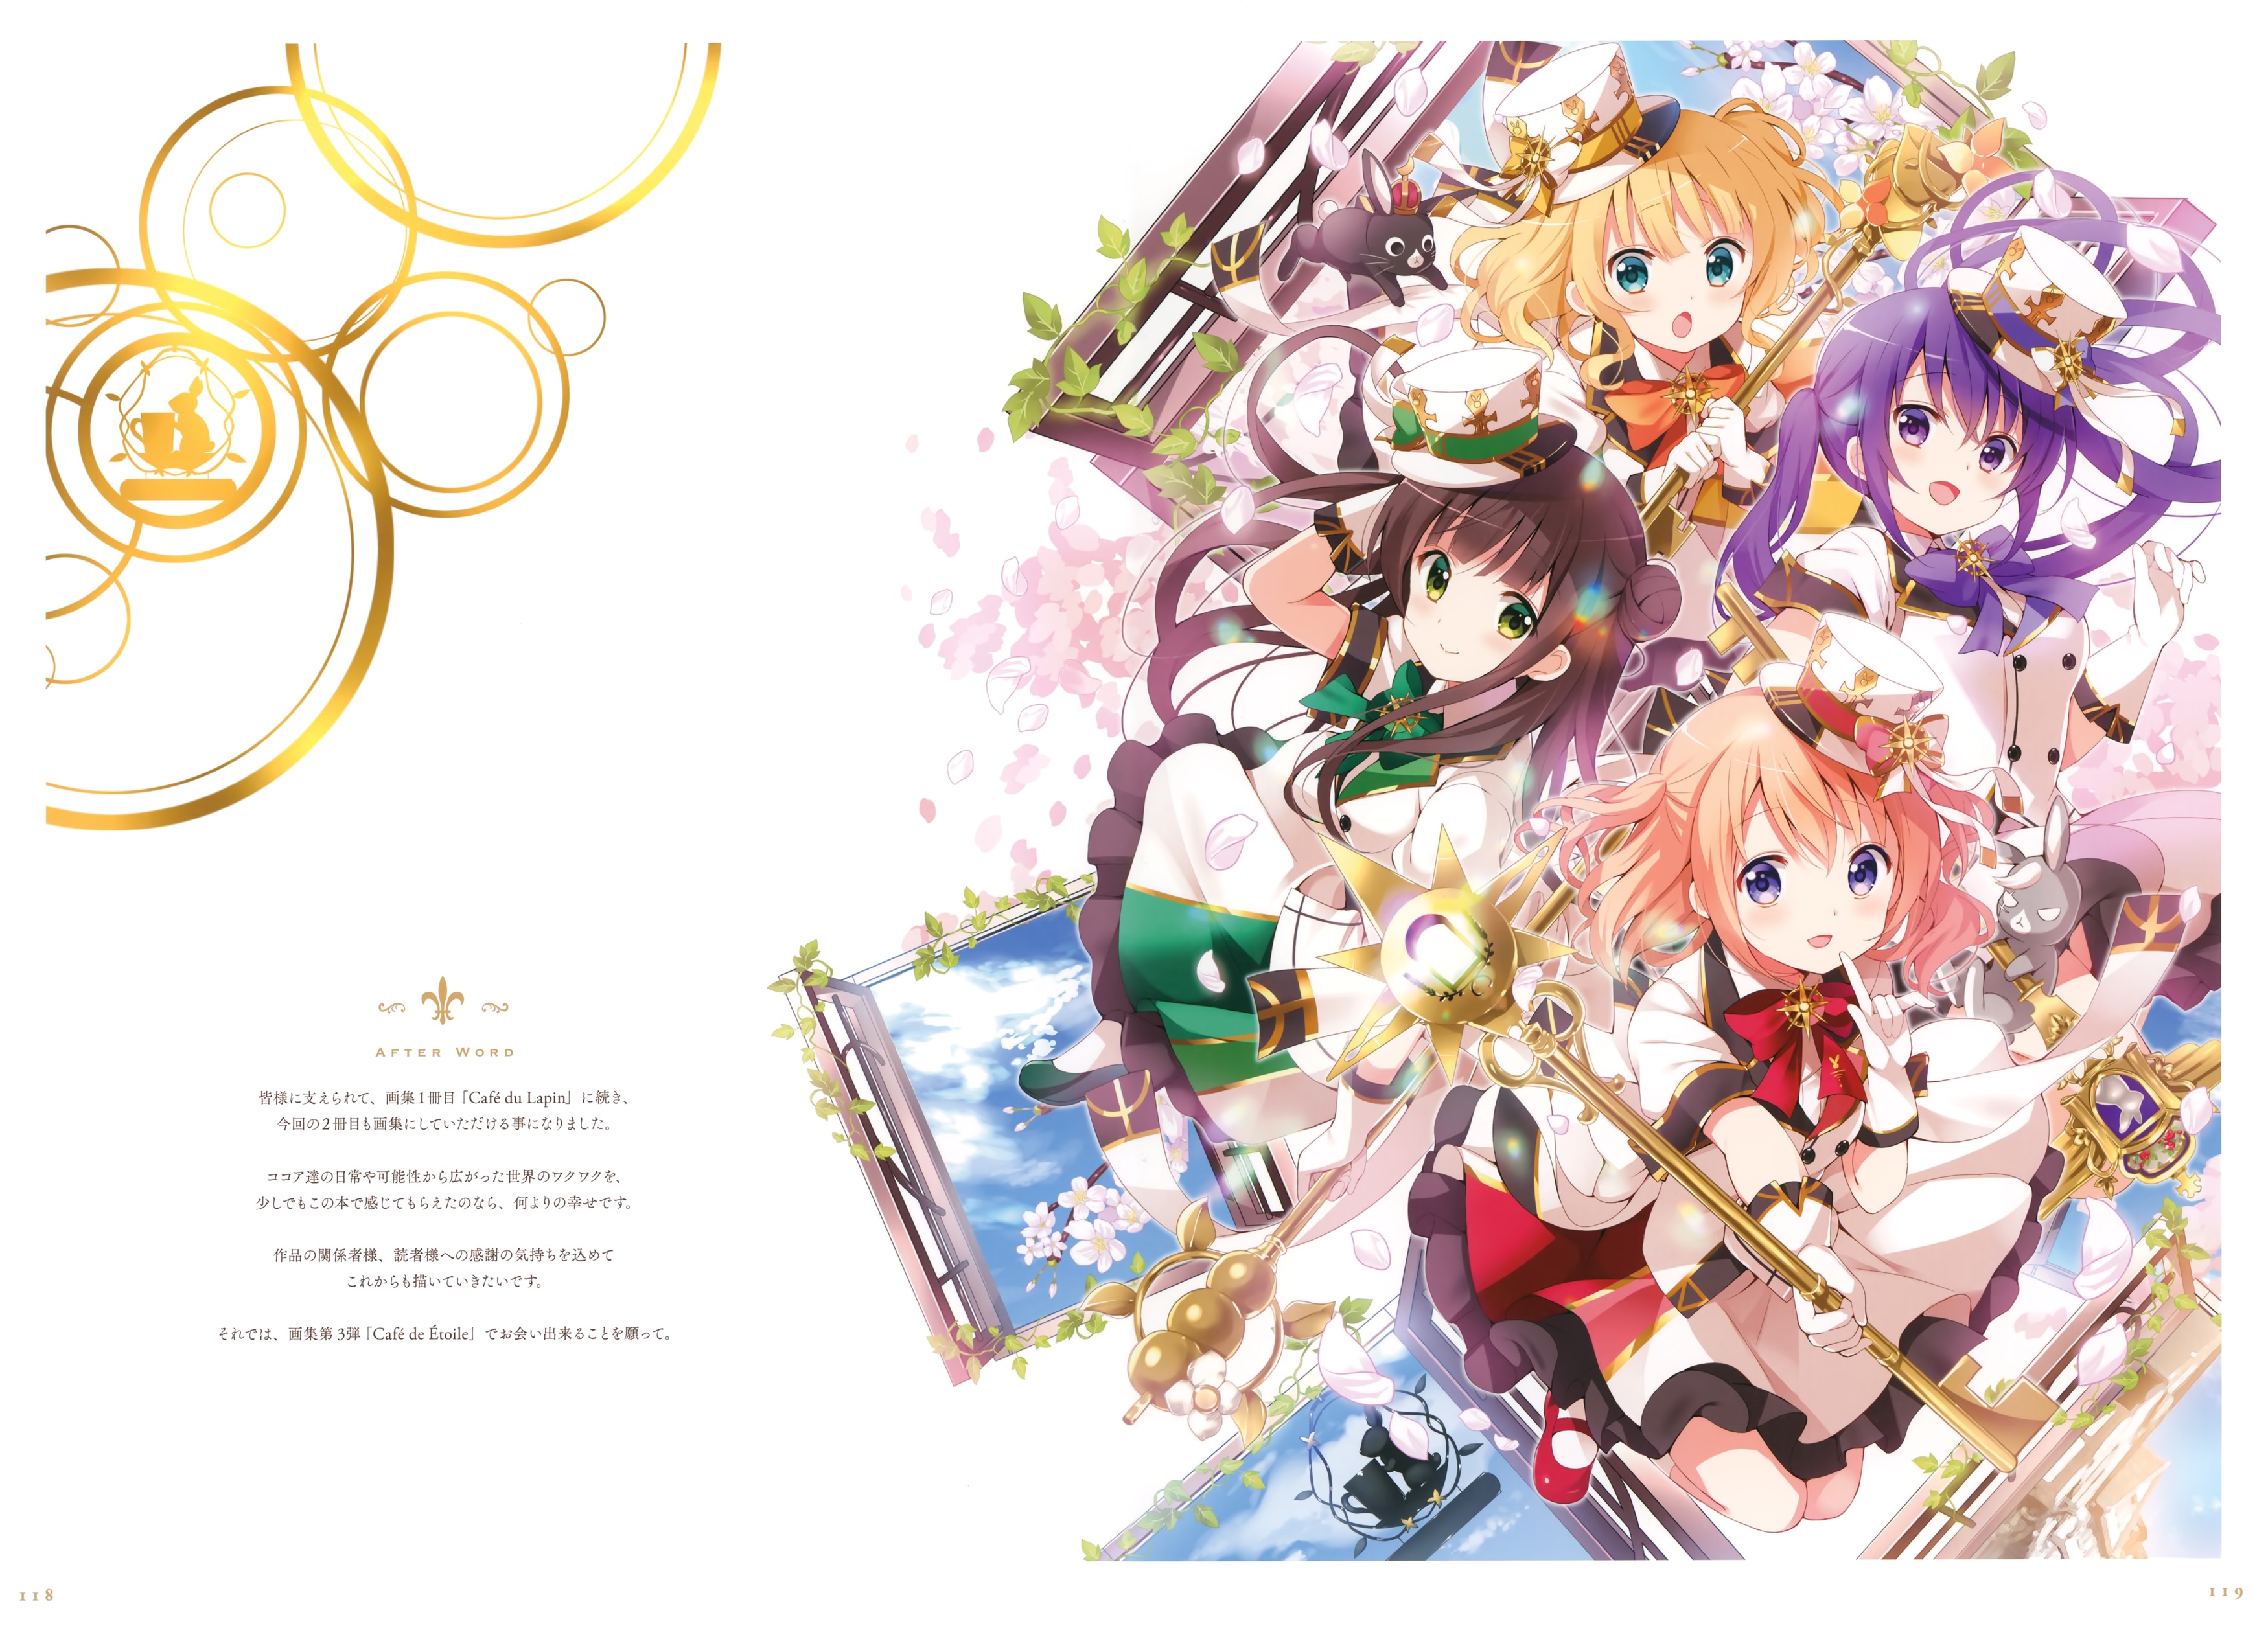 AFTER WORD
皆様に支えられて、画集1冊目「Café du Lapin」に続き、
今回の2冊目も画集にしていただける事になりました。
ココア達の日常や可能性から広がった世界のワクワクを、
少しでもこの本で感じてもらえたのなら、何よりの幸せです。
作品の関係者様、読者様への感謝の気持ちを込めて
これからも描いていきたいです。
それでは、画集第3弾「Café de Étoile」でお会い出来ることを願って。
118
119